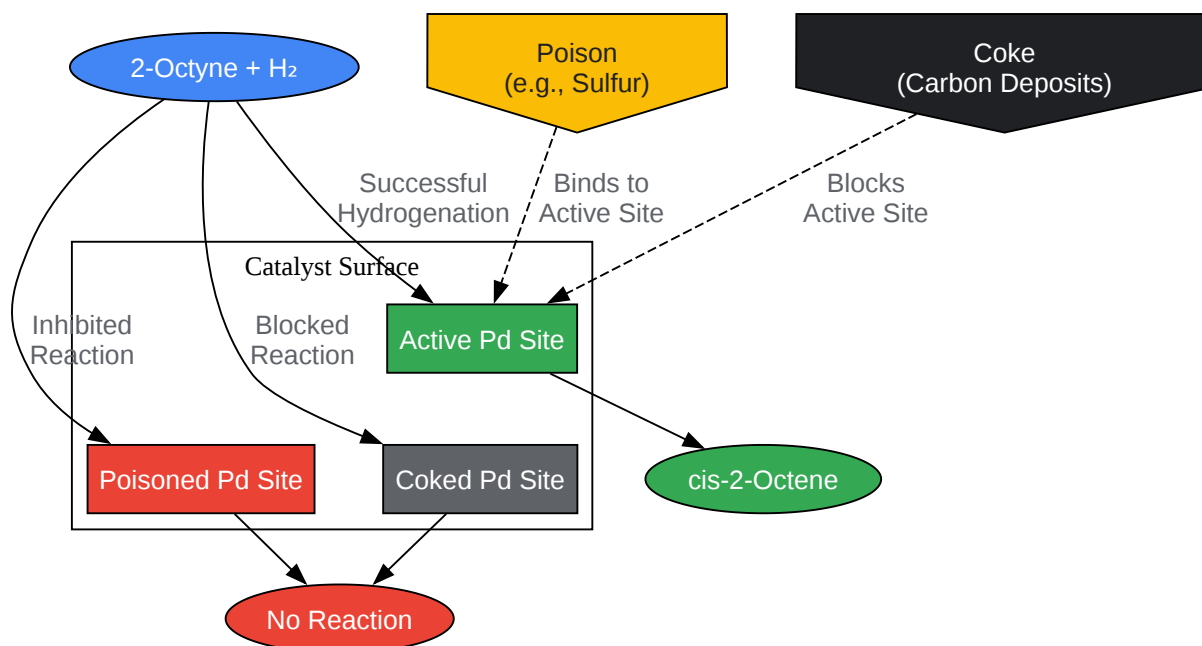 2-Octyne + H₂
Poison
(e.g., Sulfur)
Coke
(Carbon Deposits)
Successful
Hydrogenation
Binds to
Active Site
Blocks
Active Site
Catalyst Surface
Inhibited
Reaction
Blocked
Reaction
Active Pd Site
Poisoned Pd Site
Coked Pd Site
cis-2-Octene
No Reaction